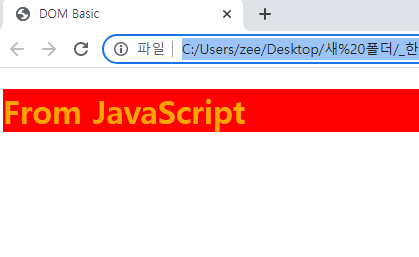 DOM Basic
파일 C:/Users/zee/Desktop/새%20폴더/_한
From JavaScript